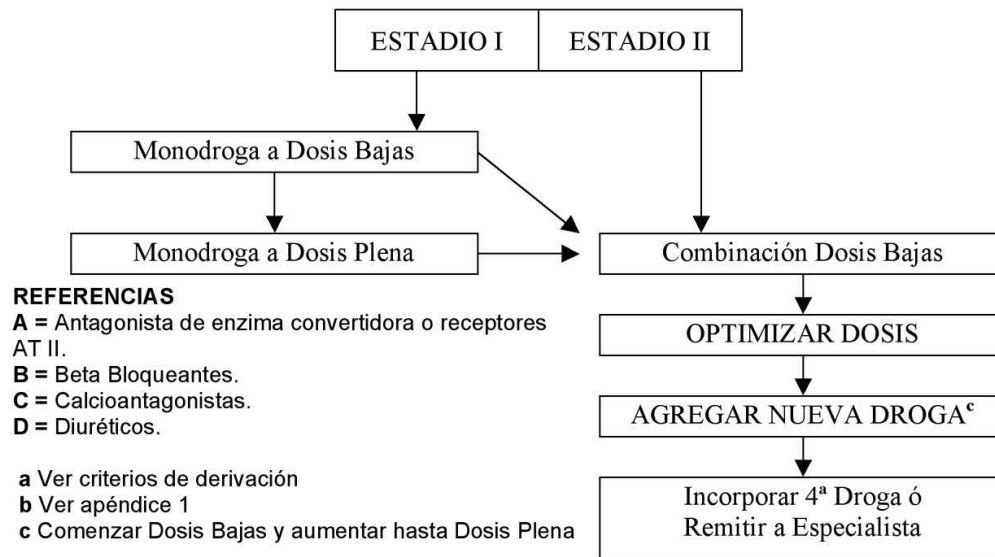 ESTADIO I
ESTADIO II
Monodroga a Dosis Bajas
Monodroga a Dosis Plena
Combinación Dosis Bajas
OPTIMIZAR DOSIS
AGREGAR NUEVA DROGAᶜ
Incorporar 4ª Droga ó
Remitir a Especialista
REFERENCIAS
A = Antagonista de enzima convertidora o receptores
AT II.
B = Beta Bloqueantes.
C = Calcioantagonistas.
D = Diuréticos.
a Ver criterios de derivación
b Ver apéndice 1
c Comenzar Dosis Bajas y aumentar hasta Dosis Plena